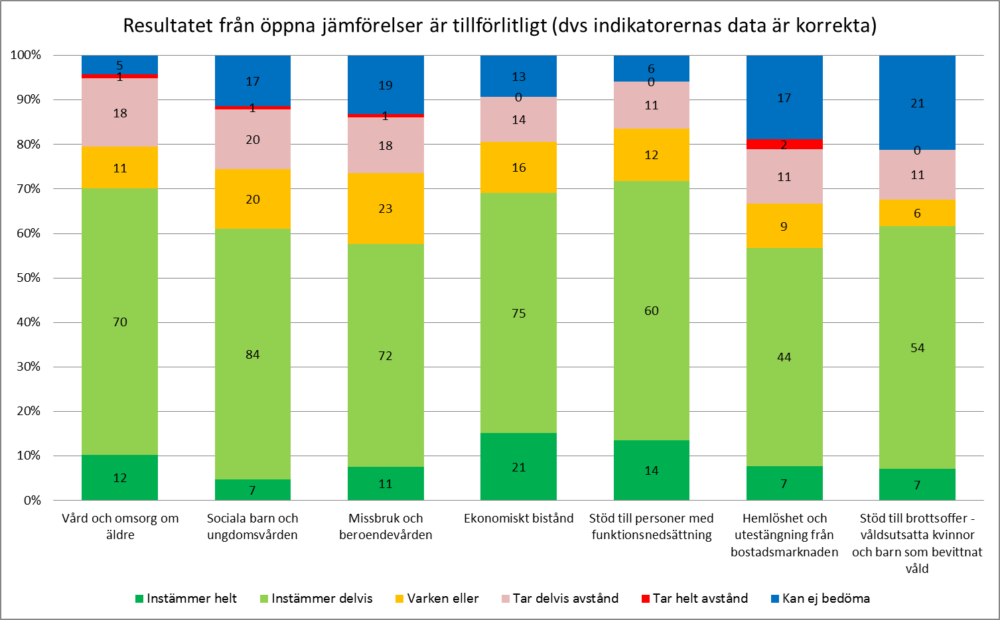 Resultatet från öppna jämförelser är tillförlitligt (dvs indikatorernas data är korrekta)
100%
90%
80%
70%
60%
50%
40%
30%
20%
10%
0%
5
1
18
11
70
12
17
1
20
20
84
7
19
1
18
23
72
11
13
0
14
16
75
21
6
0
11
12
60
14
17
2
11
9
44
7
21
0
11
6
54
7
Vård och omsorg om
äldre
Sociala barn och
ungdomsvården
Missbruk och
beroendevården
Ekonomiskt bistånd
Stöd till personer med
funktionsnedsättning
Hemlöshet och
utestängning från
bostadsmarknaden
Stöd till brottsoffer -
våldsutsatta kvinnor
och barn som bevittnat
våld
Instämmer helt
Instämmer delvis
Varken eller
Tar delvis avstånd
Tar helt avstånd
Kan ej bedöma